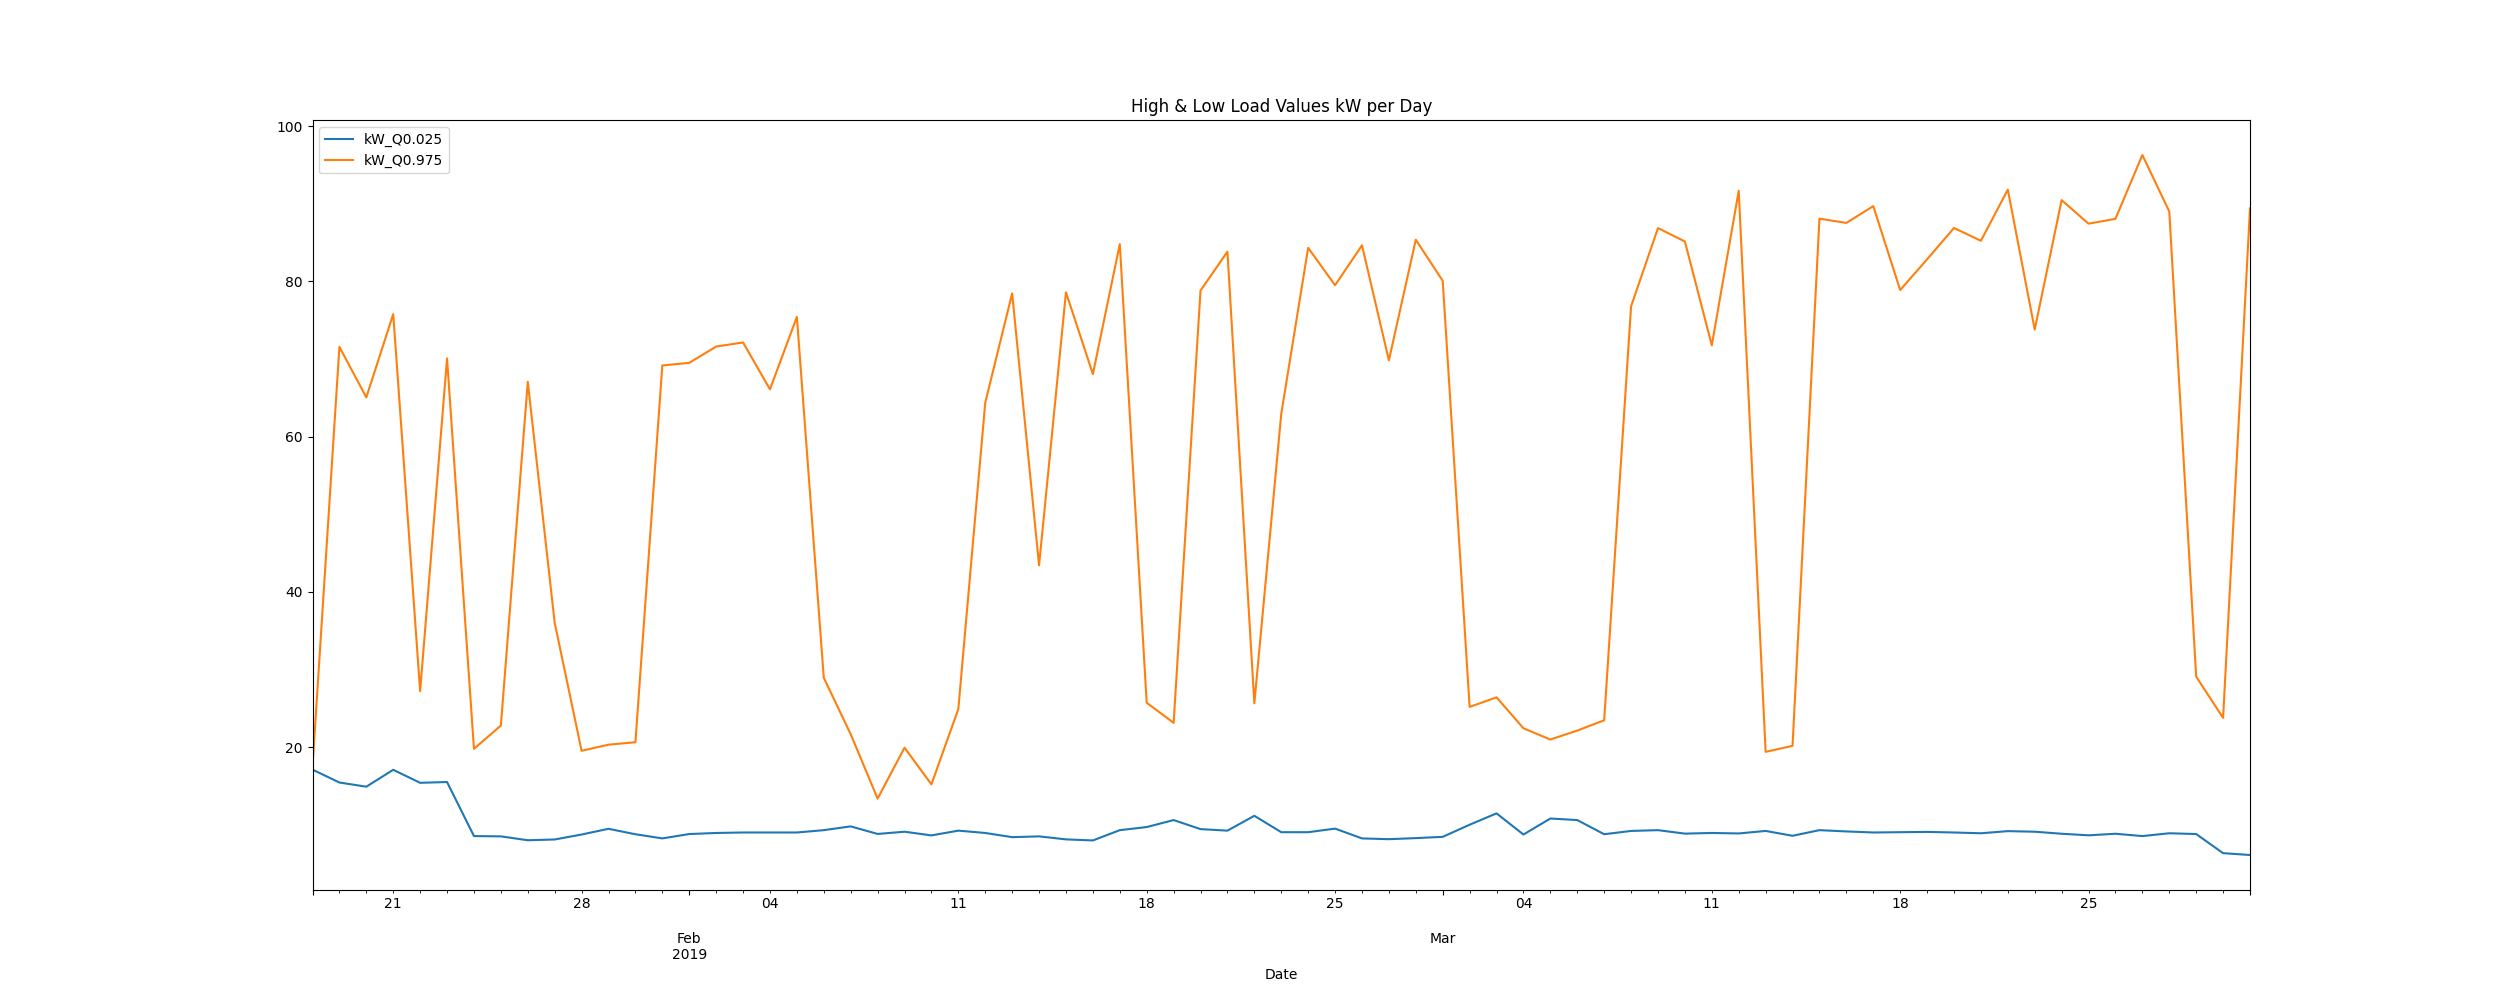 High & Low Load Values kW per Day
100
80
60
40
20
kW_Q0.025
kW_Q0.975
21 28 04 11 18 25 04 11 18 25
Feb Mar
2019
Date